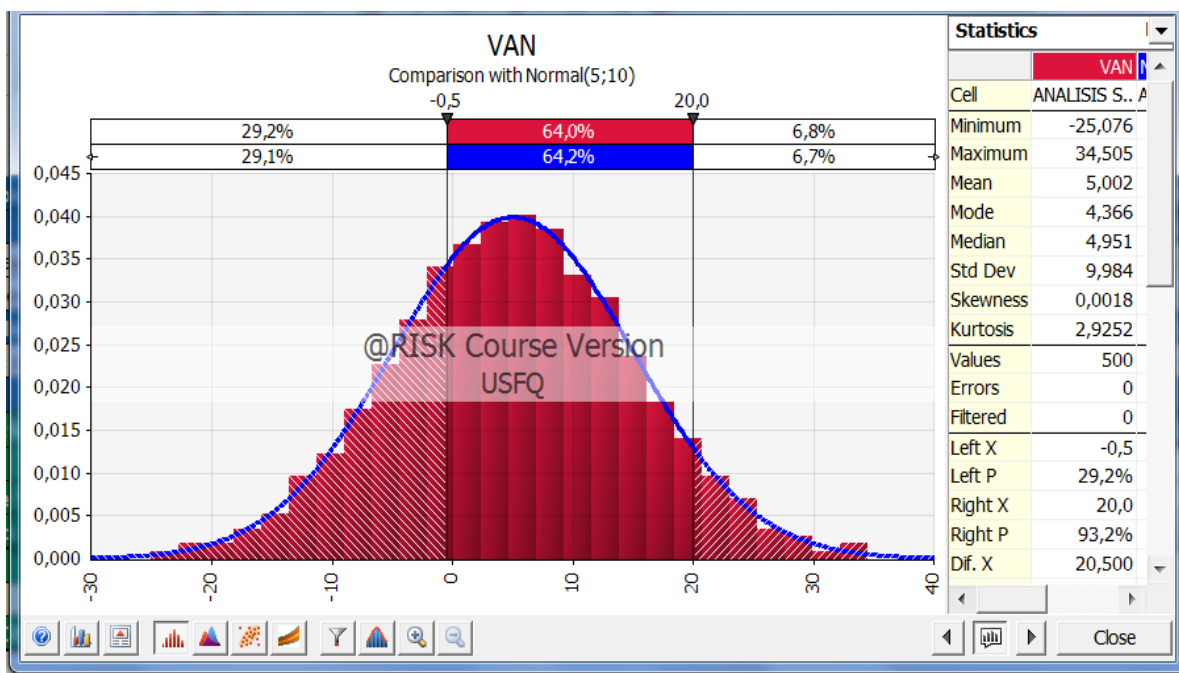 VAN
Comparison with Normal(5;10)
-0,5 20,0
29,2% 64,0% 6,8%
29,1% 64,2% 6,7%
0,045
0,040
0,035
0,030
0,025
0,020
0,015
0,010
0,005
0,000
-30 -20 -10 0 10 20 30 40
@RISK Course Version
USFQ
Statistics
VAN N
Cell ANALISIS S.. A
Minimum -25,076
Maximum 34,505
Mean 5,002
Mode 4,366
Median 4,951
Std Dev 9,984
Skewness 0,0018
Kurtosis 2,9252
Values 500
Errors 0
Filtered 0
Left X -0,5
Left P 29,2%
Right X 20,0
Right P 93,2%
Dif. X 20,500
Close